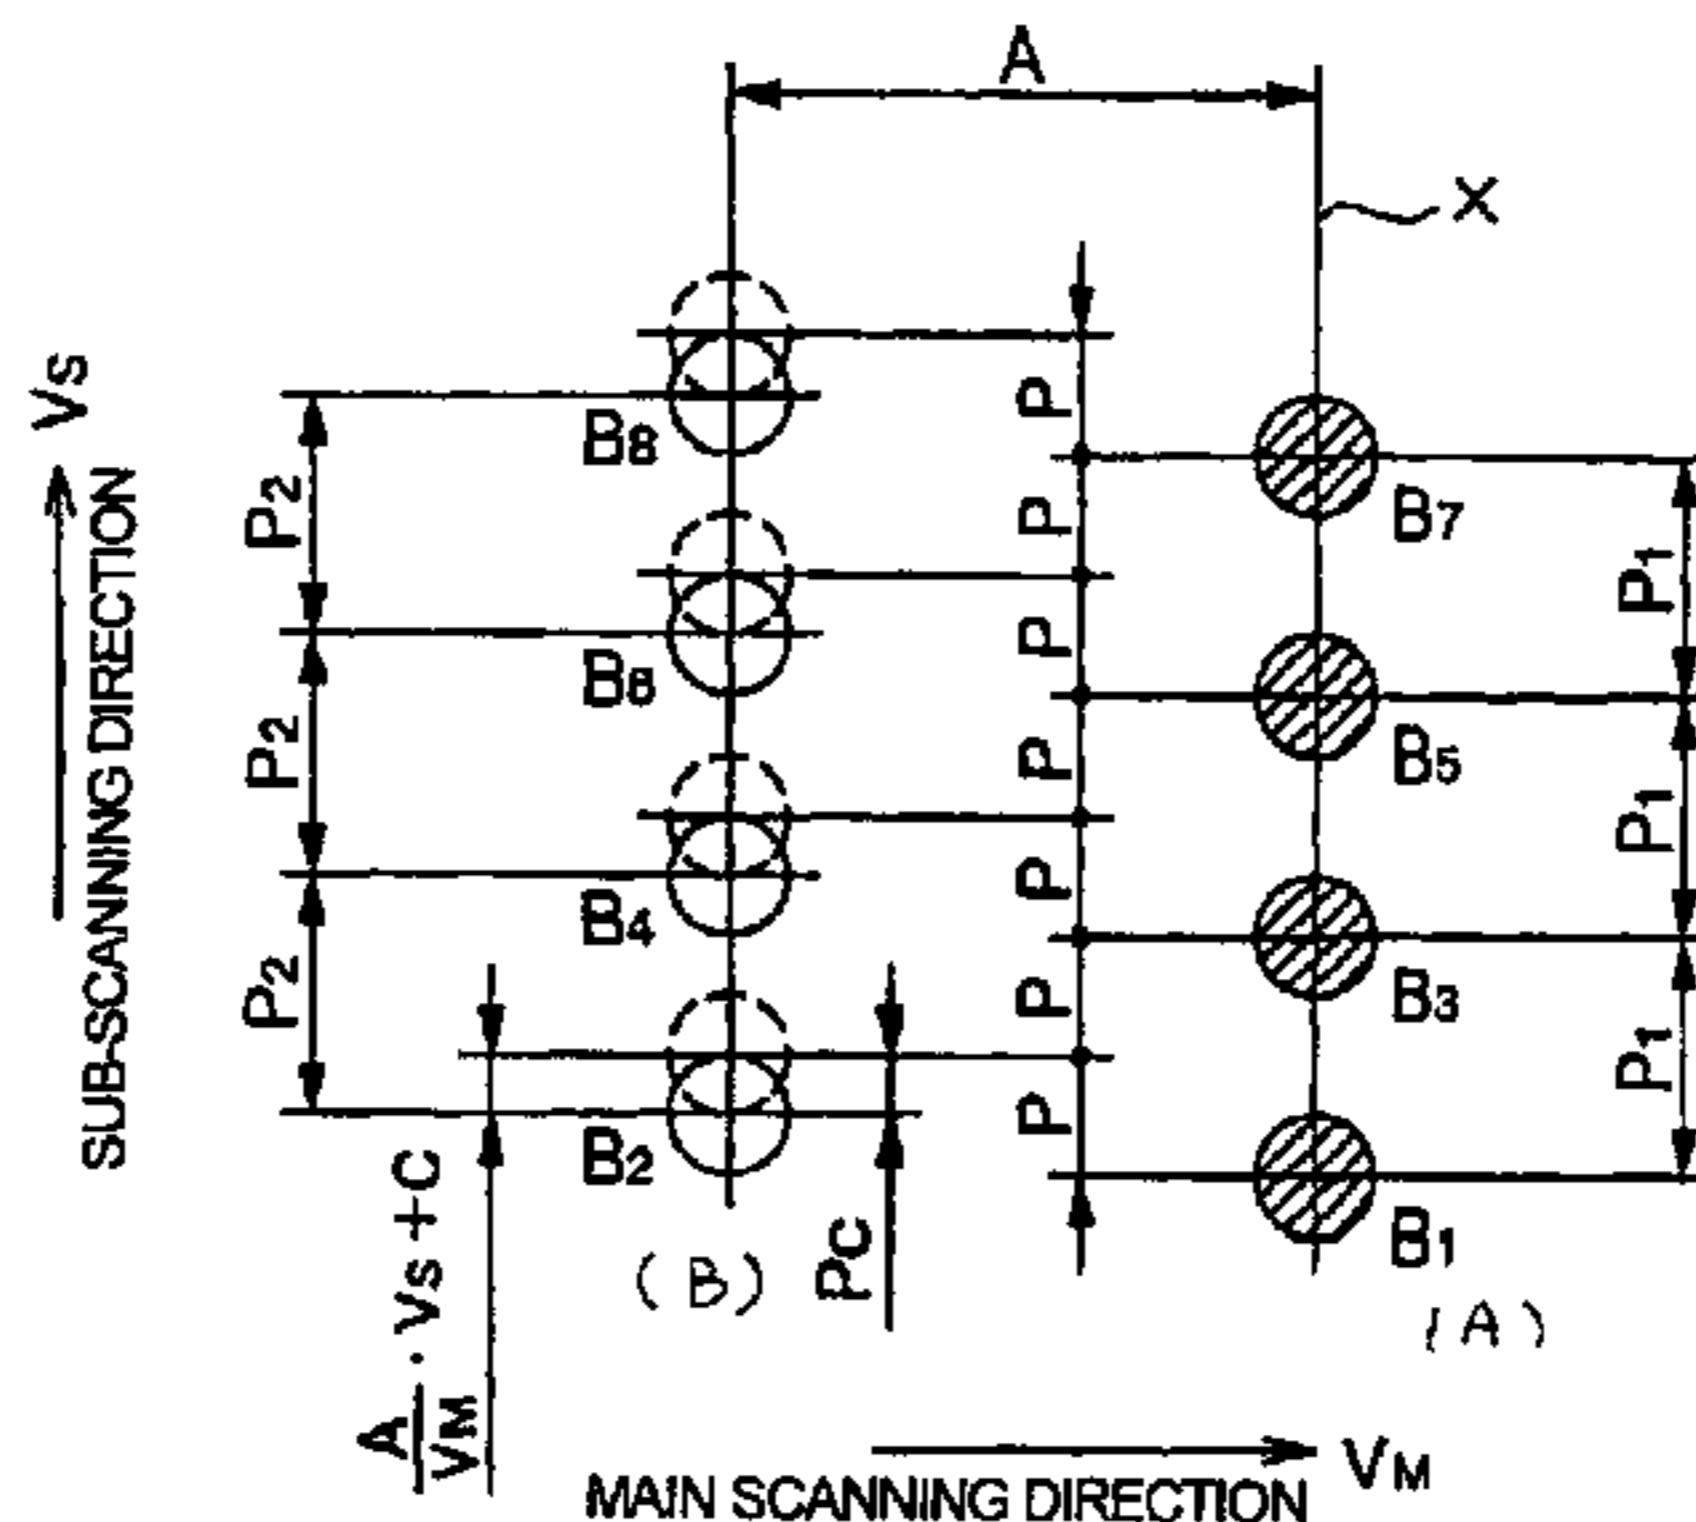 A
X
VS
SUB-SCANNING DIRECTION
P2
P2
P2
B8
B8
B4
B2
P
P
P
P
P
P
P
B7
B5
B3
B1
P1
P1
P1
A/VM · VS + C
PC
(B)
(A)
VM
MAIN SCANNING DIRECTION